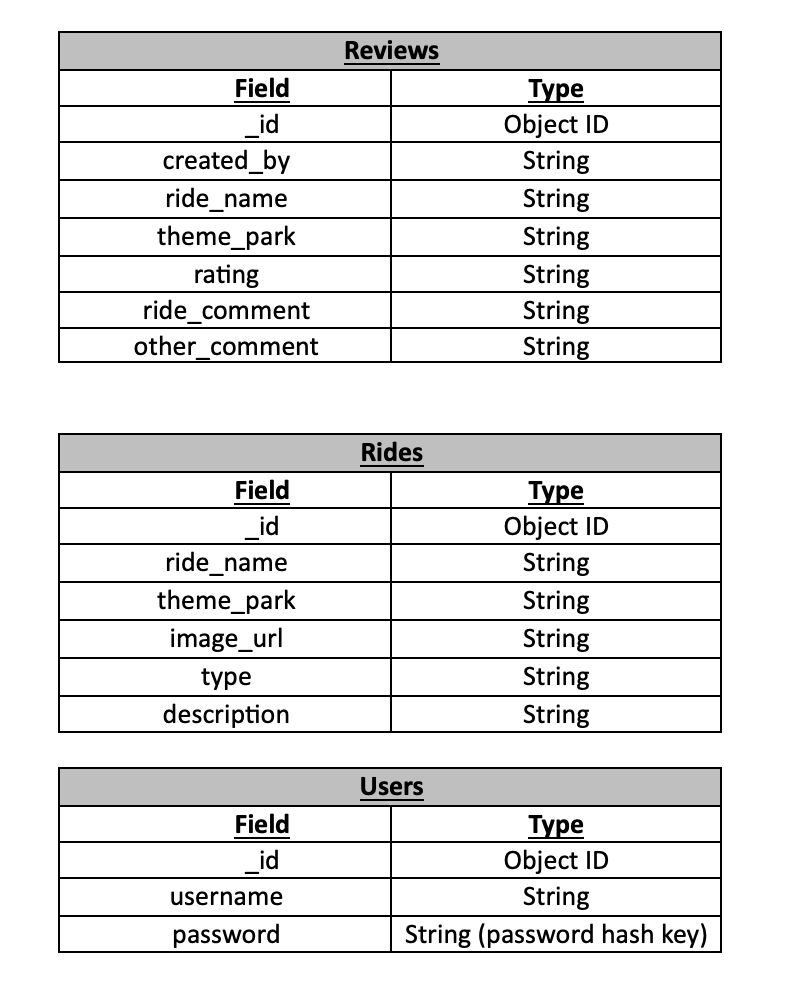 Reviews
Field Type
_id Object ID
created_by String
ride_name String
theme_park String
rating String
ride_comment String
other_comment String
Rides
Field Type
_id Object ID
ride_name String
theme_park String
image_url String
type String
description String
Users
Field Type
_id Object ID
username String
password String (password hash key)